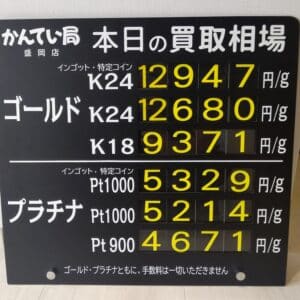 かんてい局
盛岡店
本日の買取相場
インゴット・特定コイン
K24 12947 円/g
ゴールド K24 12680 円/g
K18 9371 円/g
インゴット・特定コイン
Pt1000 5329 円/g
プラチナ Pt1000 5214 円/g
Pt900 4671 円/g
ゴールド・プラチナともに、手数料は一切いただきません